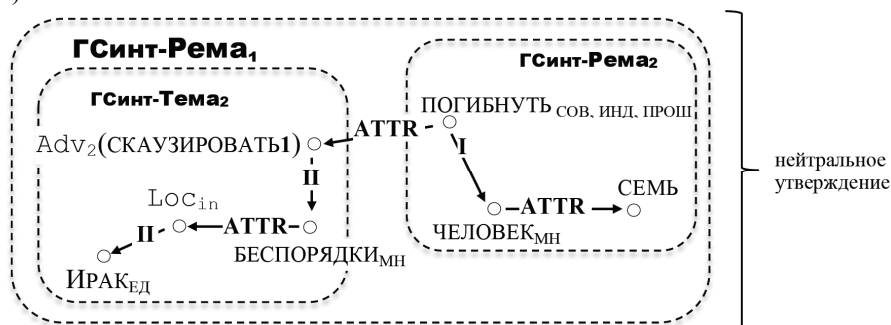 )
ГСинт-Рема1
ГСинт-Рема2
ГСинт-Тема2
ПОГИБНУТЬ СОВ, ИНД, ПРОШ
Adv2(СКАУЗИРОВАТЬ1)
ATTR
I
II
СЕМЬ
Locin
ATTR
II
ATTR
ЧЕЛОВЕКМН
БЕСПОРЯДКИМН
ИРАКЕД
нейтральное
утверждение